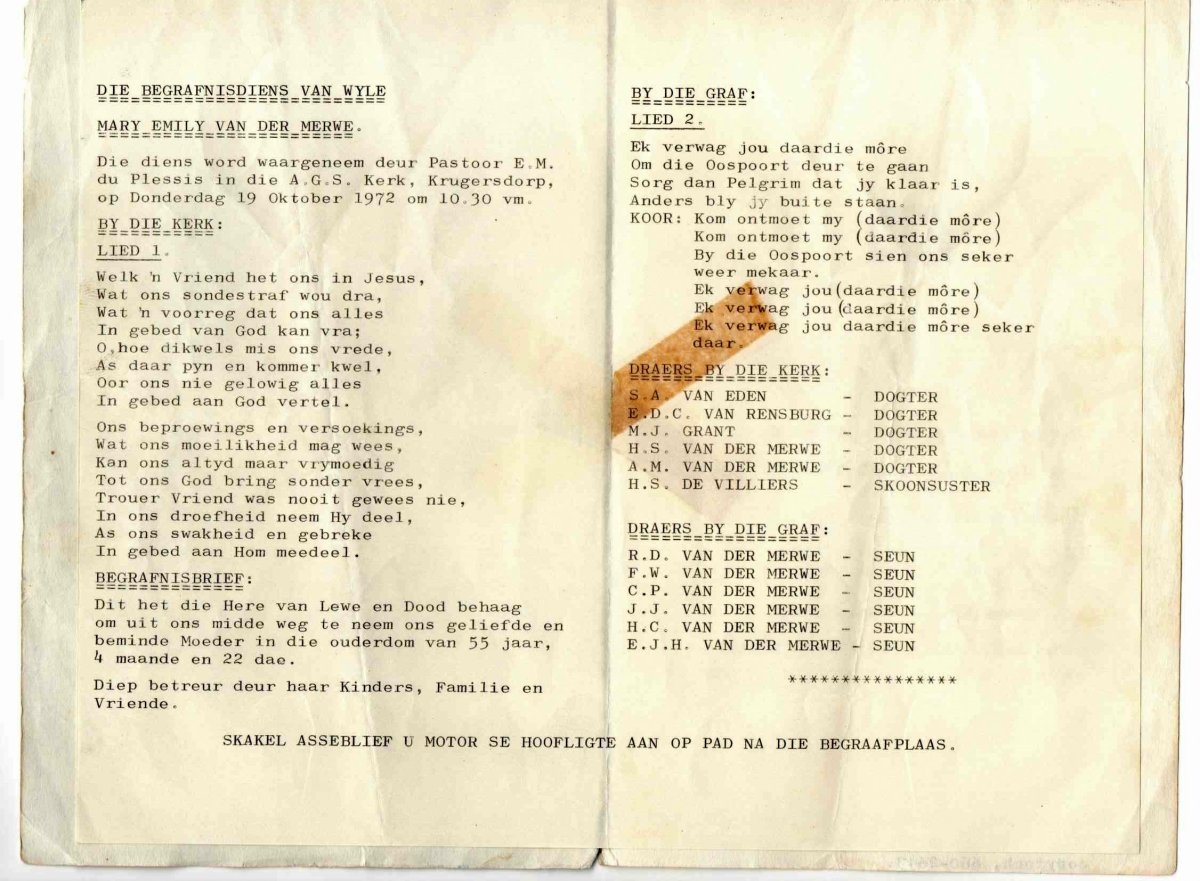 DIE BEGRAFNISDIENS VAN WYLE
MARY EMILY VAN DER MERWE.
Die diens word waargeneem deur Pastoor E.M.
du Plessis in die A.G.S. Kerk, Krugersdorp,
op Donderdag 19 Oktober 1972 om 10.30 vm.
BY DIE KERK:
LIED 1.
Welk 'n Vriend het ons in Jesus,
Wat ons sondestraf wou dra,
Wat 'n voorreg dat ons alles
In gebed van God kan vra;
O,hoe dikwels mis ons vrede,
As daar pyn en kommer kwel,
Oor ons nie gelowig alles
In gebed aan God vertel.
Ons beproewings en versoekings,
Wat ons moeilikheid mag wees,
Kan ons altyd maar vrymoedig
Tot ons God bring sonder vrees,
Trouer Vriend was nooit gewees nie,
In ons droefheid neem Hy deel,
As ons swakheid en gebreke
In gebed aan Hom meedeel.
BEGRAFNISBRIEF:
Dit het die Here van Lewe en Dood behaag
om uit ons midde weg te neem ons geliefde en
beminde Moeder in die ouderdom van 55 jaar,
4 maande en 22 dae.
Diep betreur deur haar Kinders, Familie en
Vriende.
BY DIE GRAF:
LIED 2.
Ek verwag jou daardie môre
Om die Oospoort deur te gaan
Sorg dan Pelgrim dat jy klaar is,
Anders bly jy buite staan.
KOOR: Kom ontmoet my (daardie môre)
Kom ontmoet my (daardie môre)
By die Oospoort sien ons seker
weer mekaar.
Ek verwag jou(daardie môre)
Ek verwag jou(daardie môre)
Ek verwag jou daardie môre seker
daar.
DRAERS BY DIE KERK:
S.A. VAN EDEN - DOGTER
E.D.C. VAN RENSBURG - DOGTER
M.J. GRANT - DOGTER
H.S. VAN DER MERWE - DOGTER
A.M. VAN DER MERWE - DOGTER
H.S. DE VILLIERS - SKOONSUSTER
DRAERS BY DIE GRAF:
R.D. VAN DER MERWE - SEUN
F.W. VAN DER MERWE - SEUN
C.P. VAN DER MERWE - SEUN
J.J. VAN DER MERWE - SEUN
H.C. VAN DER MERWE - SEUN
E.J.H. VAN DER MERWE - SEUN
****************
SKAKEL ASSEBLIEF U MOTOR SE HOOFLIGTE AAN OP PAD NA DIE BEGRAAFPLAAS.